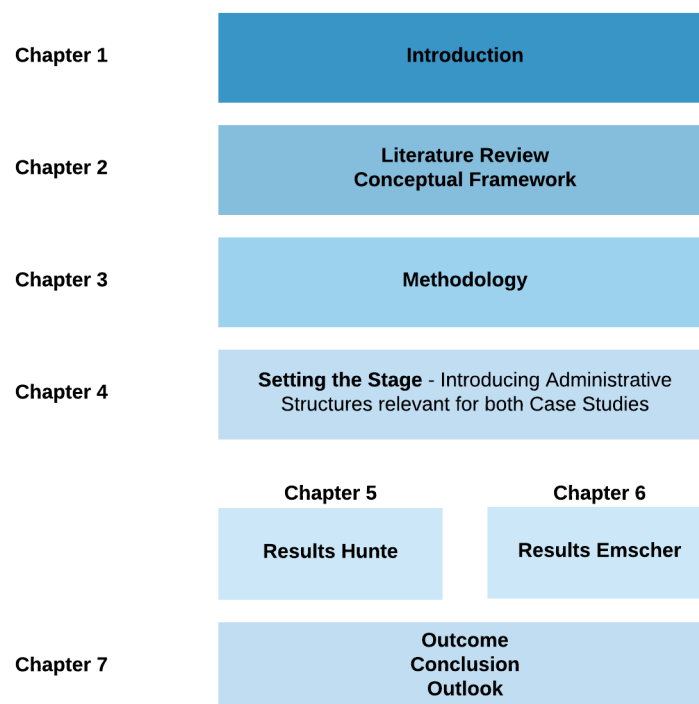 Chapter 1
Introduction
Chapter 2
Literature Review
Conceptual Framework
Chapter 3
Methodology
Chapter 4
Setting the Stage - Introducing Administrative
Structures relevant for both Case Studies
Chapter 5
Results Hunte
Chapter 6
Results Emscher
Chapter 7
Outcome
Conclusion
Outlook